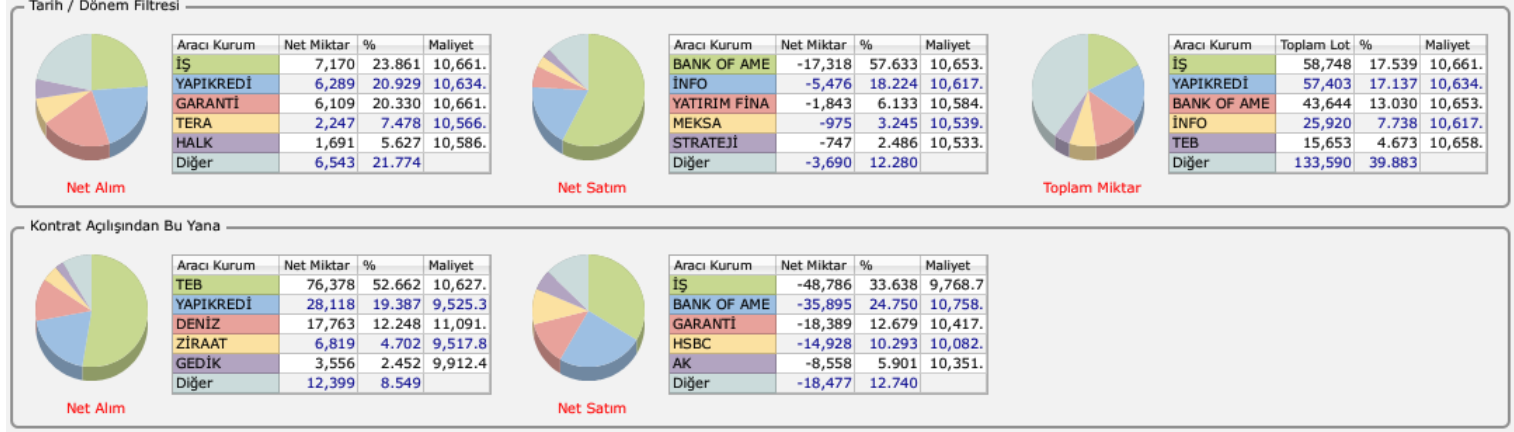 Tarih / Dönem Filtresi
Aracı Kurum Net Miktar % Maliyet
İŞ 7,170 23.861 10,661.
YAPIKREDİ 6,289 20.929 10,634.
GARANTİ 6,109 20.330 10,661.
TERA 2,247 7.478 10,566.
HALK 1,691 5.627 10,586.
Diğer 6,543 21.774
Net Alım
Aracı Kurum Net Miktar % Maliyet
BANK OF AME -17,318 57.633 10,653.
İNFO -5,476 18.224 10,617.
YATIRIM FİNA -1,843 6.133 10,584.
MEKSA -975 3.245 10,539.
STRATEJİ -747 2.486 10,533.
Diğer -3,690 12.280
Net Satım
Aracı Kurum Toplam Lot % Maliyet
İŞ 58,748 17.539 10,661.
YAPIKREDİ 57,403 17.137 10,634.
BANK OF AME 43,644 13.030 10,653.
İNFO 25,920 7.738 10,617.
TEB 15,653 4.673 10,658.
Diğer 133,590 39.883
Toplam Miktar
Kontrat Açılışından Bu Yana
Aracı Kurum Net Miktar % Maliyet
TEB 76,378 52.662 10,627.
YAPIKREDİ 28,118 19.387 9,525.3
DENİZ 17,763 12.248 11,091.
ZİRAAT 6,819 4.702 9,517.8
GEDİK 3,556 2.452 9,912.4
Diğer 12,399 8.549
Net Alım
Aracı Kurum Net Miktar % Maliyet
İŞ -48,786 33.638 9,768.7
BANK OF AME -35,895 24.750 10,758.
GARANTİ -18,389 12.679 10,417.
HSBC -14,928 10.293 10,082.
AK -8,558 5.901 10,351.
Diğer -18,477 12.740
Net Satım